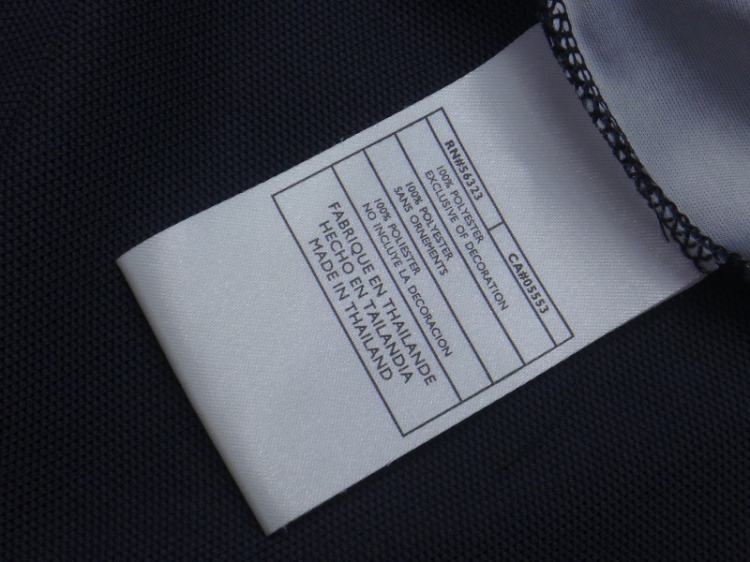 RN#56323
CA#05553
100% POLYESTER
EXCLUSIVE OF DECORATION
100% POLYESTER
SANS ORNEMENTS
100% POLIESTER
NO INCLUYE LA DECORACION
FABRIQUE EN THAILANDE
HECHO EN TAILANDIA
MADE IN THAILAND